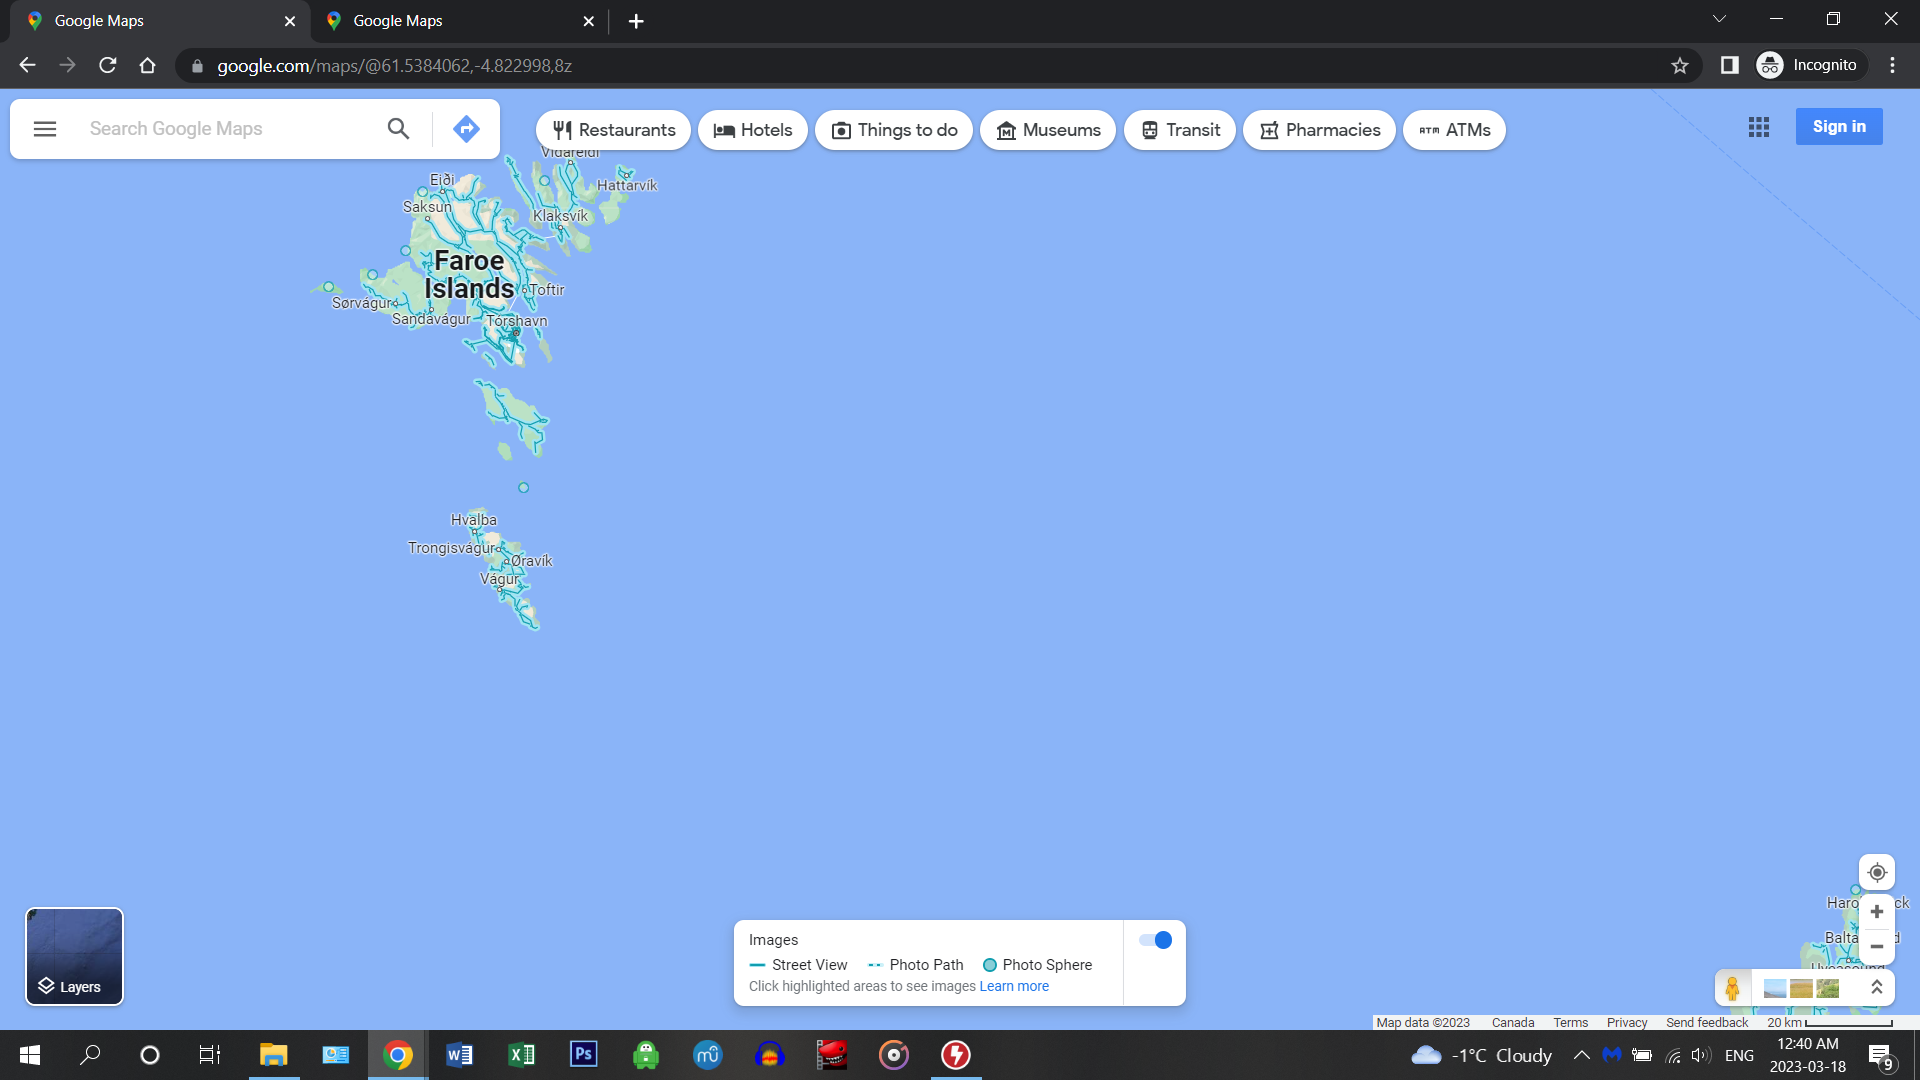 Google Maps
Google Maps
google.com/maps/@61.5384062,-4.822998,8z
Incognito
Search Google Maps
Restaurants
Hotels
Things to do
Museums
Transit
Pharmacies
ATM ATMs
Sign in
Eiði
Hattarvík
Saksun
Klaksvík
Faroe
Islands
Toftir
Sørvágur
Sandavágur
Tórshavn
Hvalba
Trongisvágur
Øravík
Vágur
Layers
Images
Street View
Photo Path
Photo Sphere
Click highlighted areas to see images Learn more
Map data ©2023
Canada
Terms
Privacy
Send feedback
20 km
W
X
Ps
mü
-1°C Cloudy
ENG
12:40 AM
2023-03-18
9